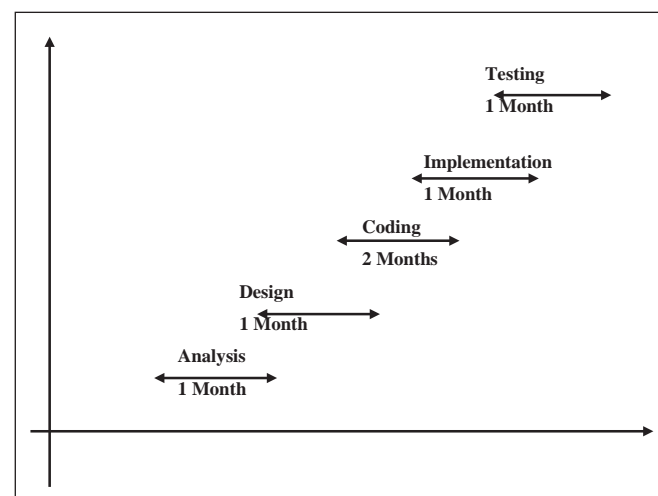 Testing
1 Month
Implementation
1 Month
Coding
2 Months
Design
1 Month
Analysis
1 Month